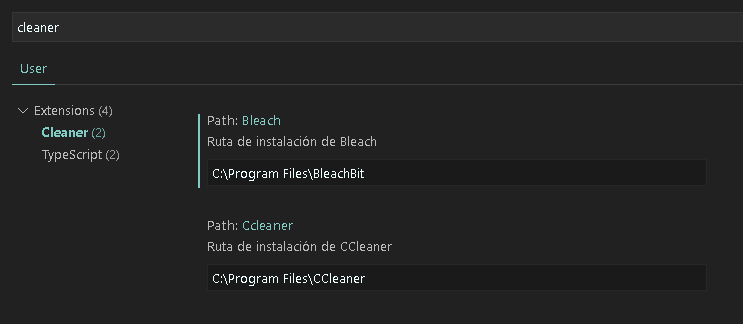 cleaner
User
Extensions (4)
Cleaner (2)
TypeScript (2)
Path: Bleach
Ruta de instalación de Bleach
C:\Program Files\BleachBit
Path: Ccleaner
Ruta de instalación de CCleaner
C:\Program Files\CCleaner